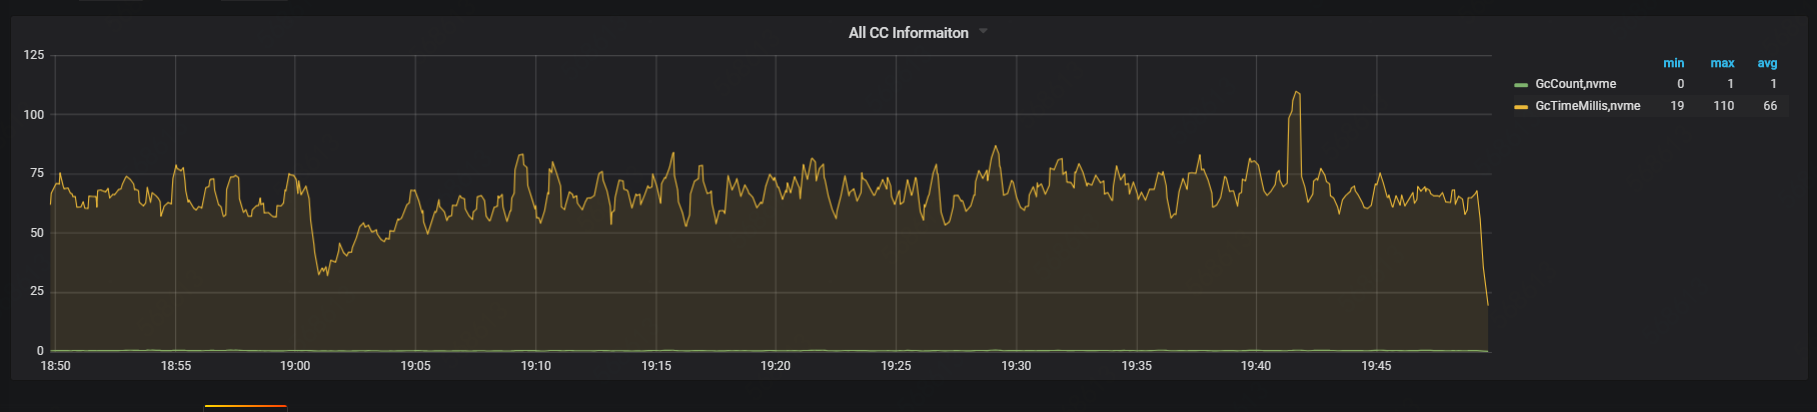 All CC Informaiton
125
100
75
50
25
0
18:50 18:55 19:00 19:05 19:10 19:15 19:20 19:25 19:30 19:35 19:40 19:45
min max avg
GcCount,nvme 0 1 1
GcTimeMillis,nvme 19 110 66